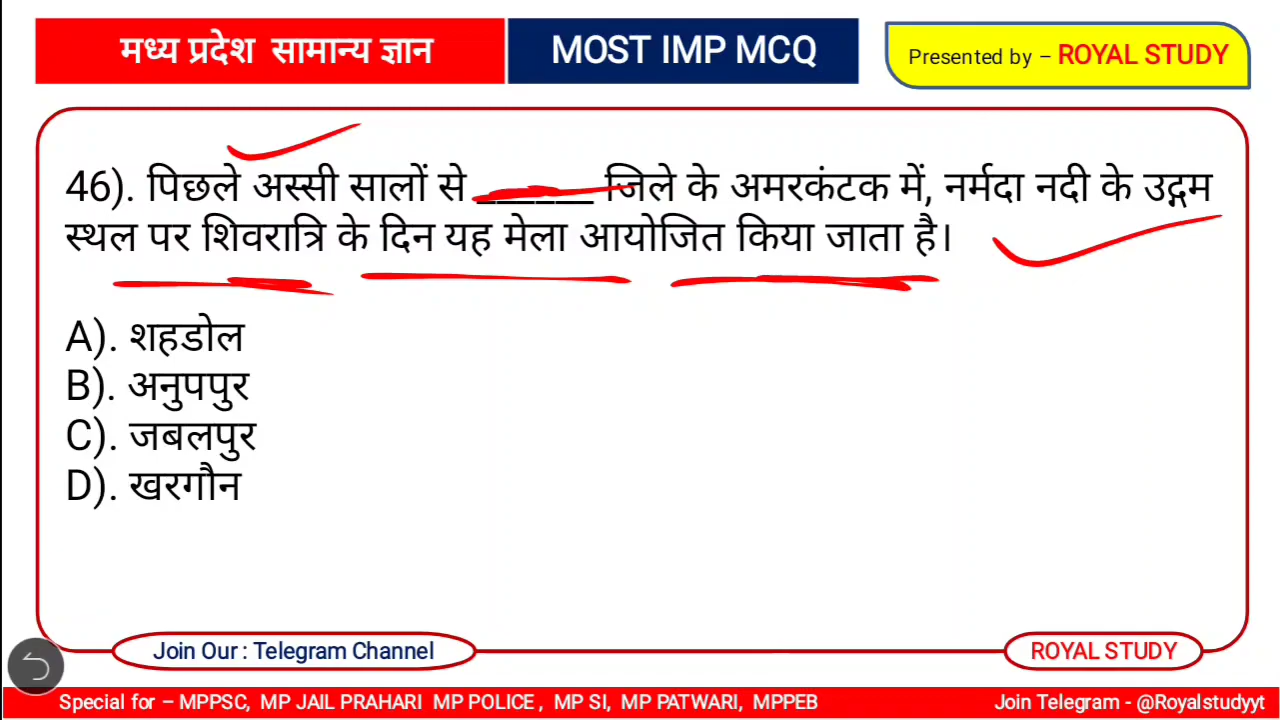 मध्य प्रदेश सामान्य ज्ञान
MOST IMP MCQ
Presented by – ROYAL STUDY
46). पिछले अस्सी सालों से ______ जिले के अमरकंटक में, नर्मदा नदी के उद्गम
स्थल पर शिवरात्रि के दिन यह मेला आयोजित किया जाता है।
A). शहडोल
B). अनुपपुर
C). जबलपुर
D). खरगौन
Join Our : Telegram Channel
ROYAL STUDY
Special for – MPPSC, MP JAIL PRAHARI MP POLICE , MP SI, MP PATWARI, MPPEB
Join Telegram - @Royalstudyyt